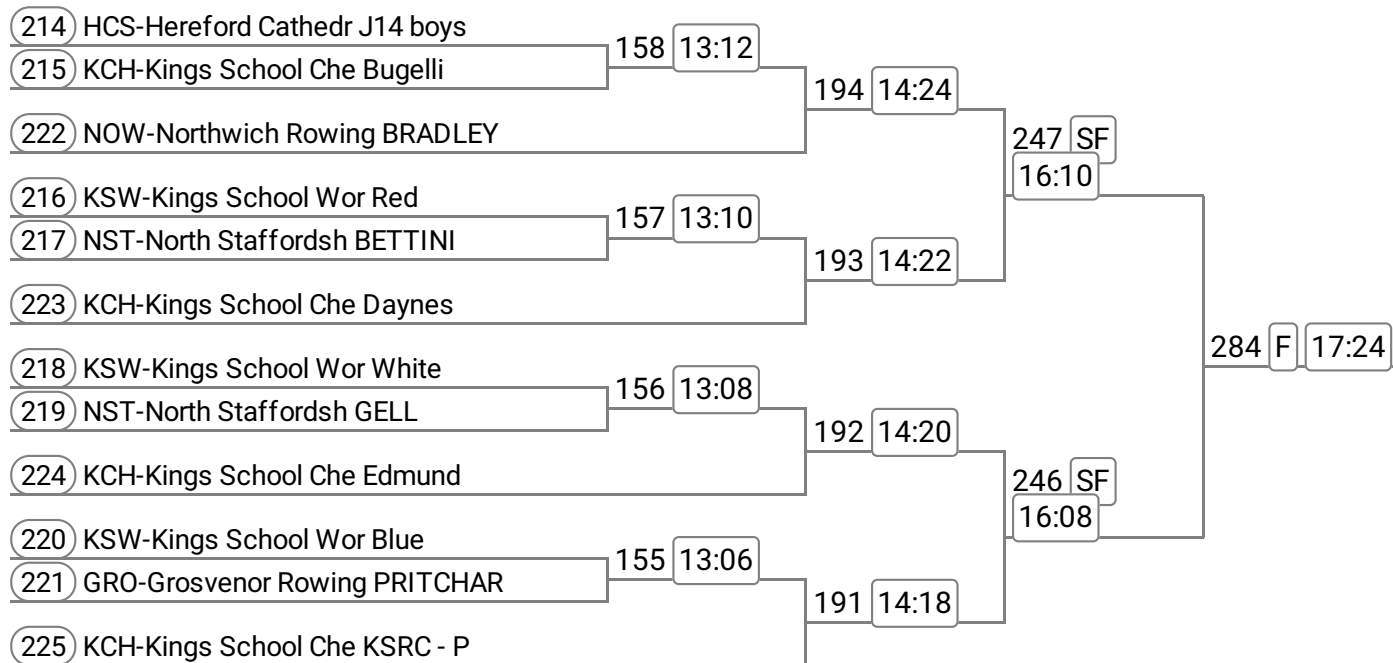 214 HCS-Hereford Cathedr J14 boys
158 13:12
215 KCH-Kings School Che Bugelli
194 14:24
222 NOW-Northwich Rowing BRADLEY
247 SF
16:10
216 KSW-Kings School Wor Red
157 13:10
217 NST-North Staffordsh BETTINI
193 14:22
223 KCH-Kings School Che Daynes
284 F 17:24
218 KSW-Kings School Wor White
156 13:08
219 NST-North Staffordsh GELL
192 14:20
224 KCH-Kings School Che Edmund
246 SF
16:08
220 KSW-Kings School Wor Blue
155 13:06
221 GRO-Grosvenor Rowing PRITCHAR
191 14:18
225 KCH-Kings School Che KSRC - P